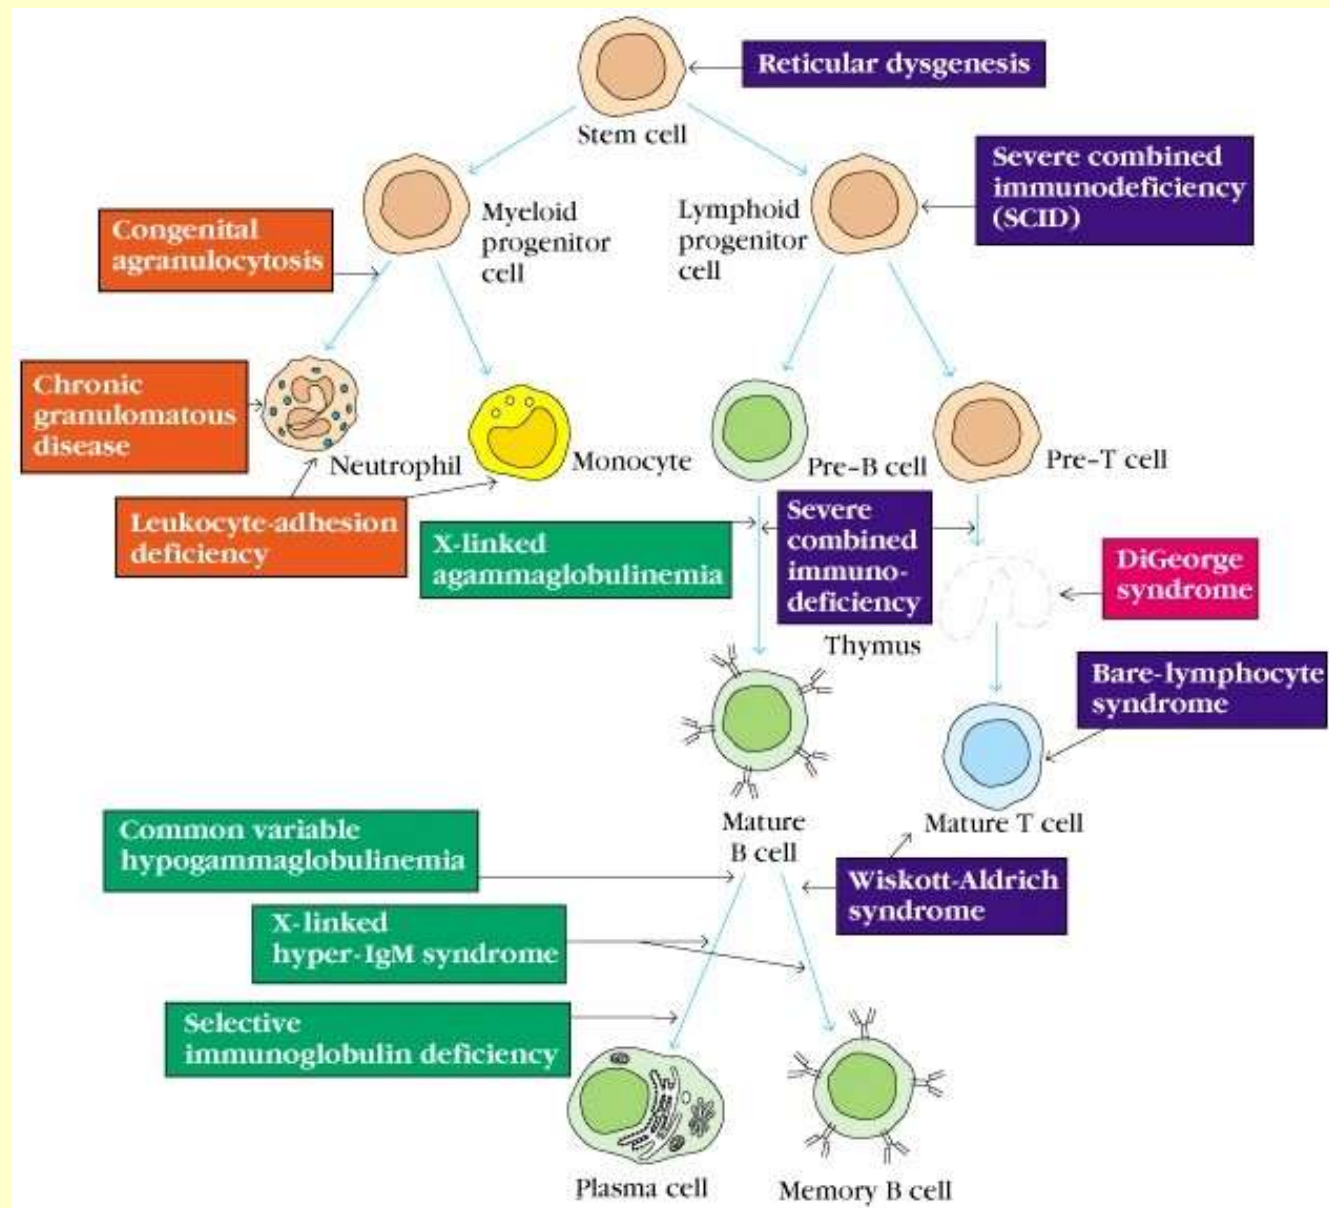 Reticular dysgenesis
Stem cell
Severe combined
immunodeficiency
(SCID)
Myeloid
progenitor
cell
Lymphoid
progenitor
cell
Congenital
agranulocytosis
Chronic
granulomatous
disease
Neutrophil
Monocyte
Pre-B cell
Pre-T cell
Leukocyte-adhesion
deficiency
X-linked
agammaglobulinemia
Severe
combined
immuno-
deficiency
DiGeorge
syndrome
Thymus
Bare-lymphocyte
syndrome
Mature
B cell
Mature T cell
Common variable
hypogammaglobulinemia
Wiskott-Aldrich
syndrome
X-linked
hyper-IgM syndrome
Selective
immunoglobulin deficiency
Plasma cell
Memory B cell